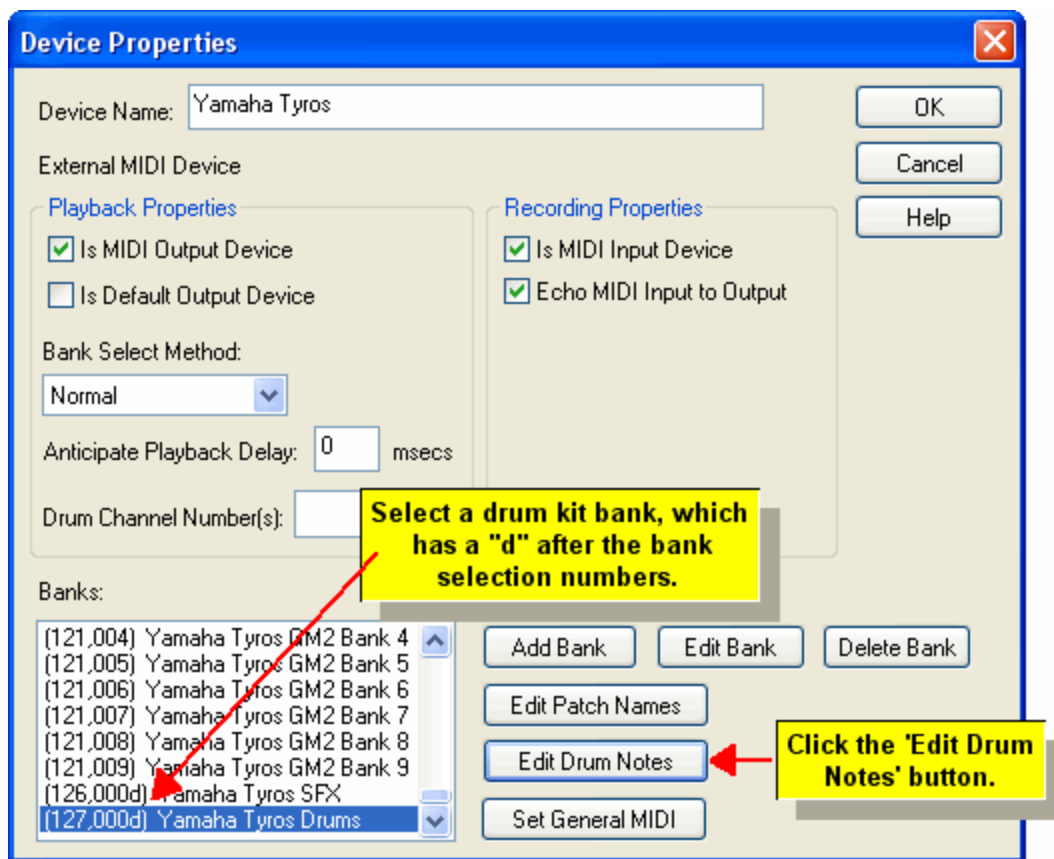 Device Properties
Device Name: Yamaha Tyros
OK
External MIDI Device
Cancel
Help
Playback Properties
Is MIDI Output Device
Is Default Output Device
Bank Select Method:
Normal
Anticipate Playback Delay: 0 msecs
Drum Channel Number(s):
Recording Properties
Is MIDI Input Device
Echo MIDI Input to Output
Select a drum kit bank, which
has a "d" after the bank
selection numbers.
Banks:
(121,004) Yamaha Tyros GM2 Bank 4
(121,005) Yamaha Tyros GM2 Bank 5
(121,006) Yamaha Tyros GM2 Bank 6
(121,007) Yamaha Tyros GM2 Bank 7
(121,008) Yamaha Tyros GM2 Bank 8
(121,009) Yamaha Tyros GM2 Bank 9
(126,000d) Yamaha Tyros SFX
(127,000d) Yamaha Tyros Drums
Add Bank Edit Bank Delete Bank
Edit Patch Names
Edit Drum Notes
Set General MIDI
Click the 'Edit Drum
Notes' button.